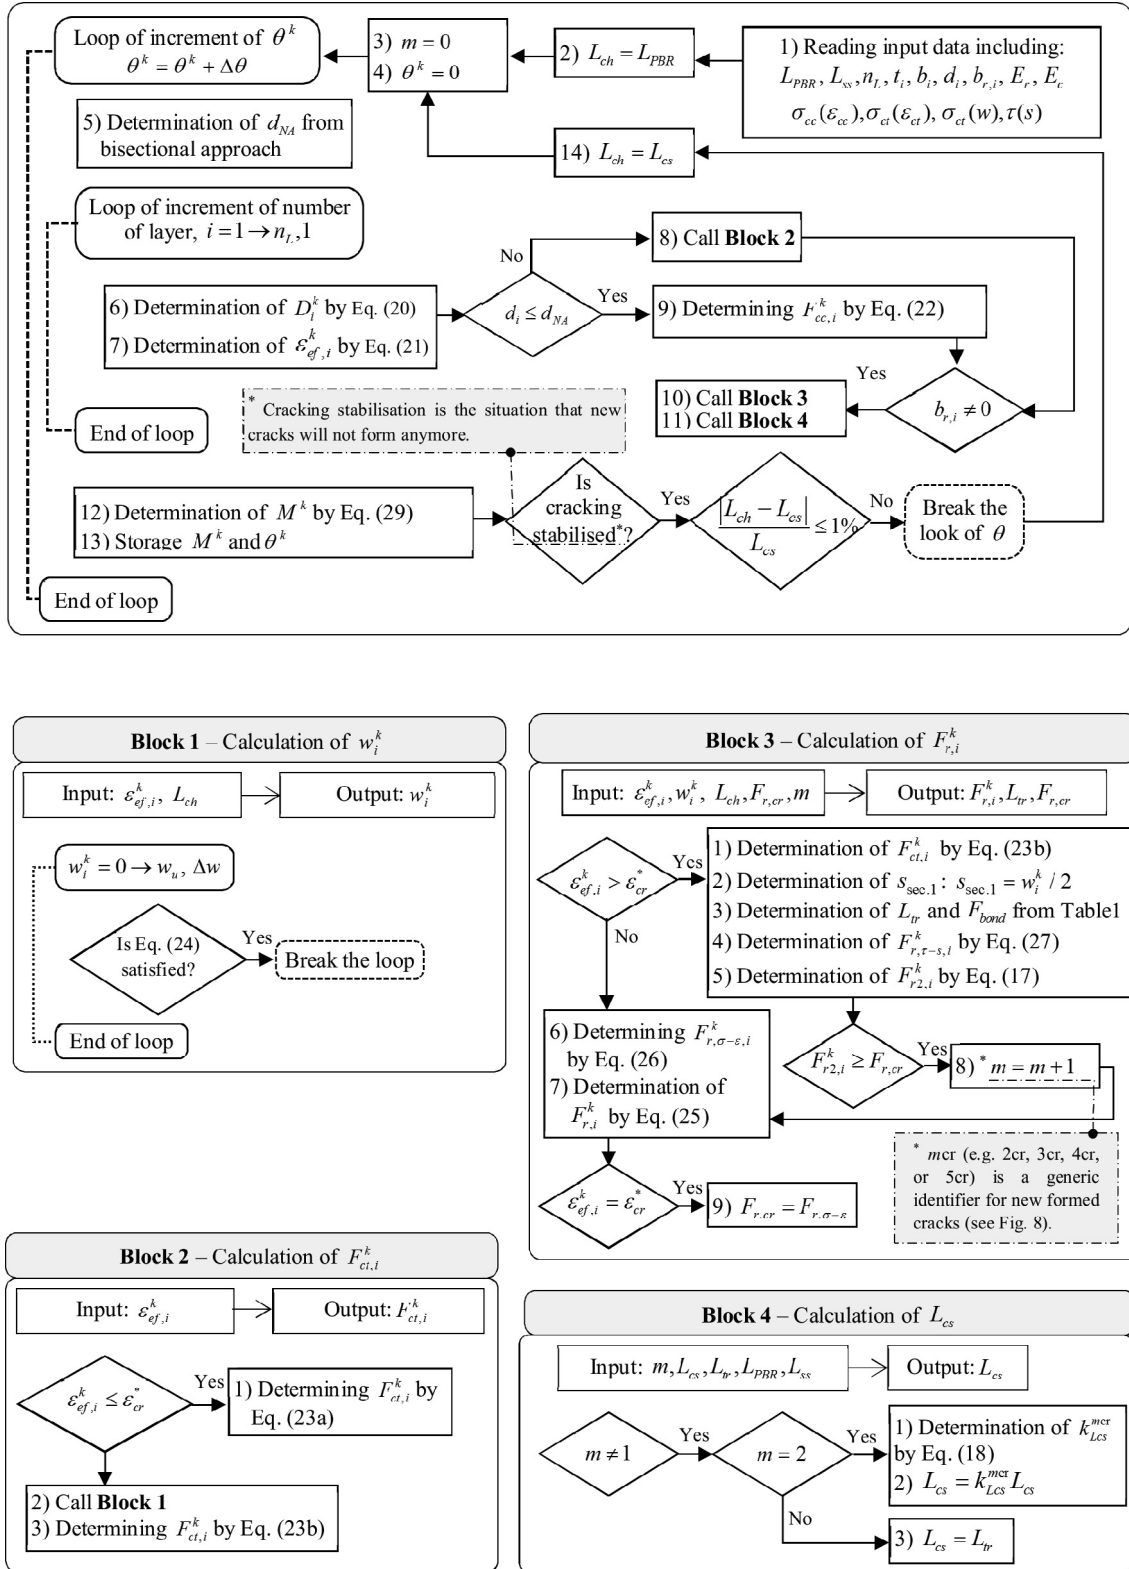 Loop of increment of θ^k
θ^k = θ^k + Δθ
3) m = 0
4) θ^k = 0
2) L_ch = L_PBR
1) Reading input data including:
L_PBR, L_ss, n_L, t_i, b_i, d_i, b_r,i, E_r, E_c
σ_cc(ε_cc), σ_ct(ε_ct), σ_ct(w), τ(s)
5) Determination of d_NA from
bisectional approach
14) L_ch = L_cs
Loop of increment of number
of layer, i = 1 → n_L, 1
No
8) Call Block 2
6) Determination of D_i^k by Eq. (20)
7) Determination of ε_ef,i^k by Eq. (21)
d_i ≤ d_NA
Yes
9) Determining F_cc,i^k by Eq. (22)
Yes
10) Call Block 3
11) Call Block 4
b_r,i ≠ 0
* Cracking stabilisation is the situation that new
cracks will not form anymore.
End of loop
12) Determination of M^k by Eq. (29)
13) Storage M^k and θ^k
Is
cracking
stabilised*?
Yes
|L_ch − L_cs| / L_cs ≤ 1%
No
Break the
look of θ
End of loop
Block 1 – Calculation of w_i^k
Input: ε_ef,i^k, L_ch
Output: w_i^k
w_i^k = 0 → w_u, Δw
Is Eq. (24)
satisfied?
Yes
Break the loop
End of loop
Block 3 – Calculation of F_r,i^k
Input: ε_ef,i^k, w_i^k, L_ch, F_r,cr, m
Output: F_r,i^k, L_tr, F_r,cr
ε_ef,i^k > ε_cr^*
Yes
No
1) Determination of F_ct,i^k by Eq. (23b)
2) Determination of s_sec.1: s_sec.1 = w_i^k / 2
3) Determination of L_tr and F_bond from Table1
4) Determination of F_r,τ−s,i^k by Eq. (27)
5) Determination of F_r2,i^k by Eq. (17)
6) Determining F_r,σ−ε,i^k
by Eq. (26)
7) Determination of
F_r,i^k by Eq. (25)
F_r2,i^k ≥ F_r,cr
Yes
8) * m = m + 1
* mcr (e.g. 2cr, 3cr, 4cr,
or 5cr) is a generic
identifier for new formed
cracks (see Fig. 8).
ε_ef,i^k = ε_cr^*
Yes
9) F_r,cr = F_r,σ−ε
Block 2 – Calculation of F_ct,i^k
Input: ε_ef,i^k
Output: F_ct,i^k
ε_ef,i^k ≤ ε_cr^*
Yes
1) Determining F_ct,i^k by
Eq. (23a)
2) Call Block 1
3) Determining F_ct,i^k by Eq. (23b)
Block 4 – Calculation of L_cs
Input: m, L_cs, L_tr, L_PBR, L_ss
Output: L_cs
m ≠ 1
Yes
m = 2
Yes
1) Determination of k_Lcs^mcr
by Eq. (18)
2) L_cs = k_Lcs^mcr L_cs
No
3) L_cs = L_tr